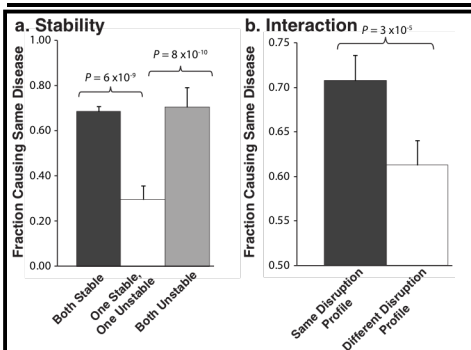 a. Stability
Fraction Causing Same Disease
1.00
0.80
0.60
0.40
0.20
0.00
P = 6 x10-9
P = 8 x10-10
Both Stable
One Stable,
One Unstable
Both Unstable
b. Interaction
Fraction Causing Same Disease
0.75
0.70
0.65
0.60
0.55
0.50
P = 3 x10-5
Same Disruption
Profile
Different Disruption
Profile